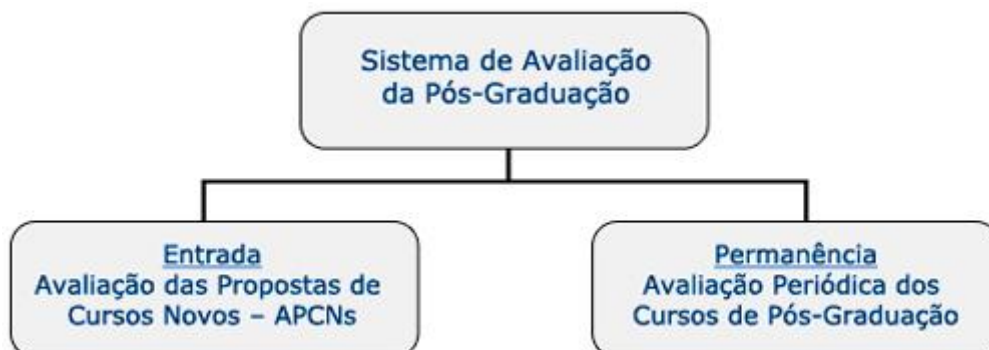 Sistema de Avaliação
da Pós-Graduação
Entrada
Avaliação das Propostas de
Cursos Novos – APCNs
Permanência
Avaliação Periódica dos
Cursos de Pós-Graduação